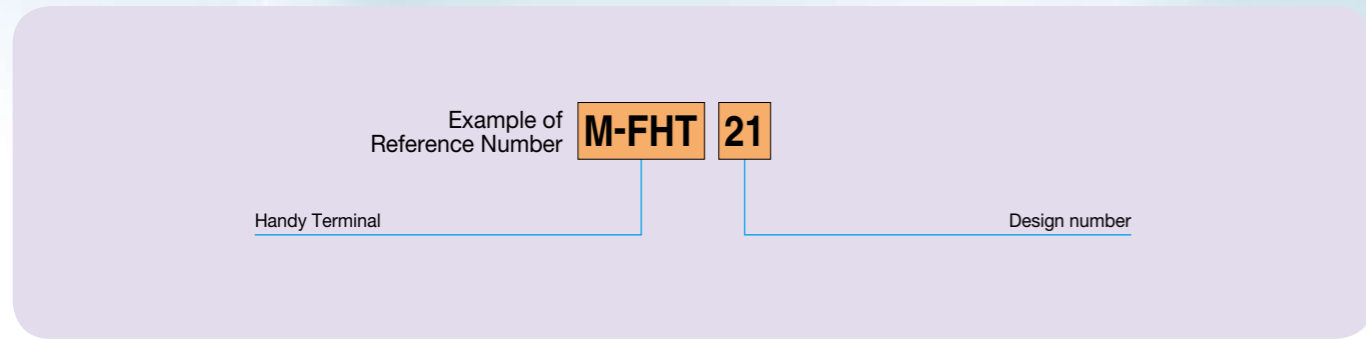 Example of
Reference Number
M-FHT 21
Handy Terminal
Design number